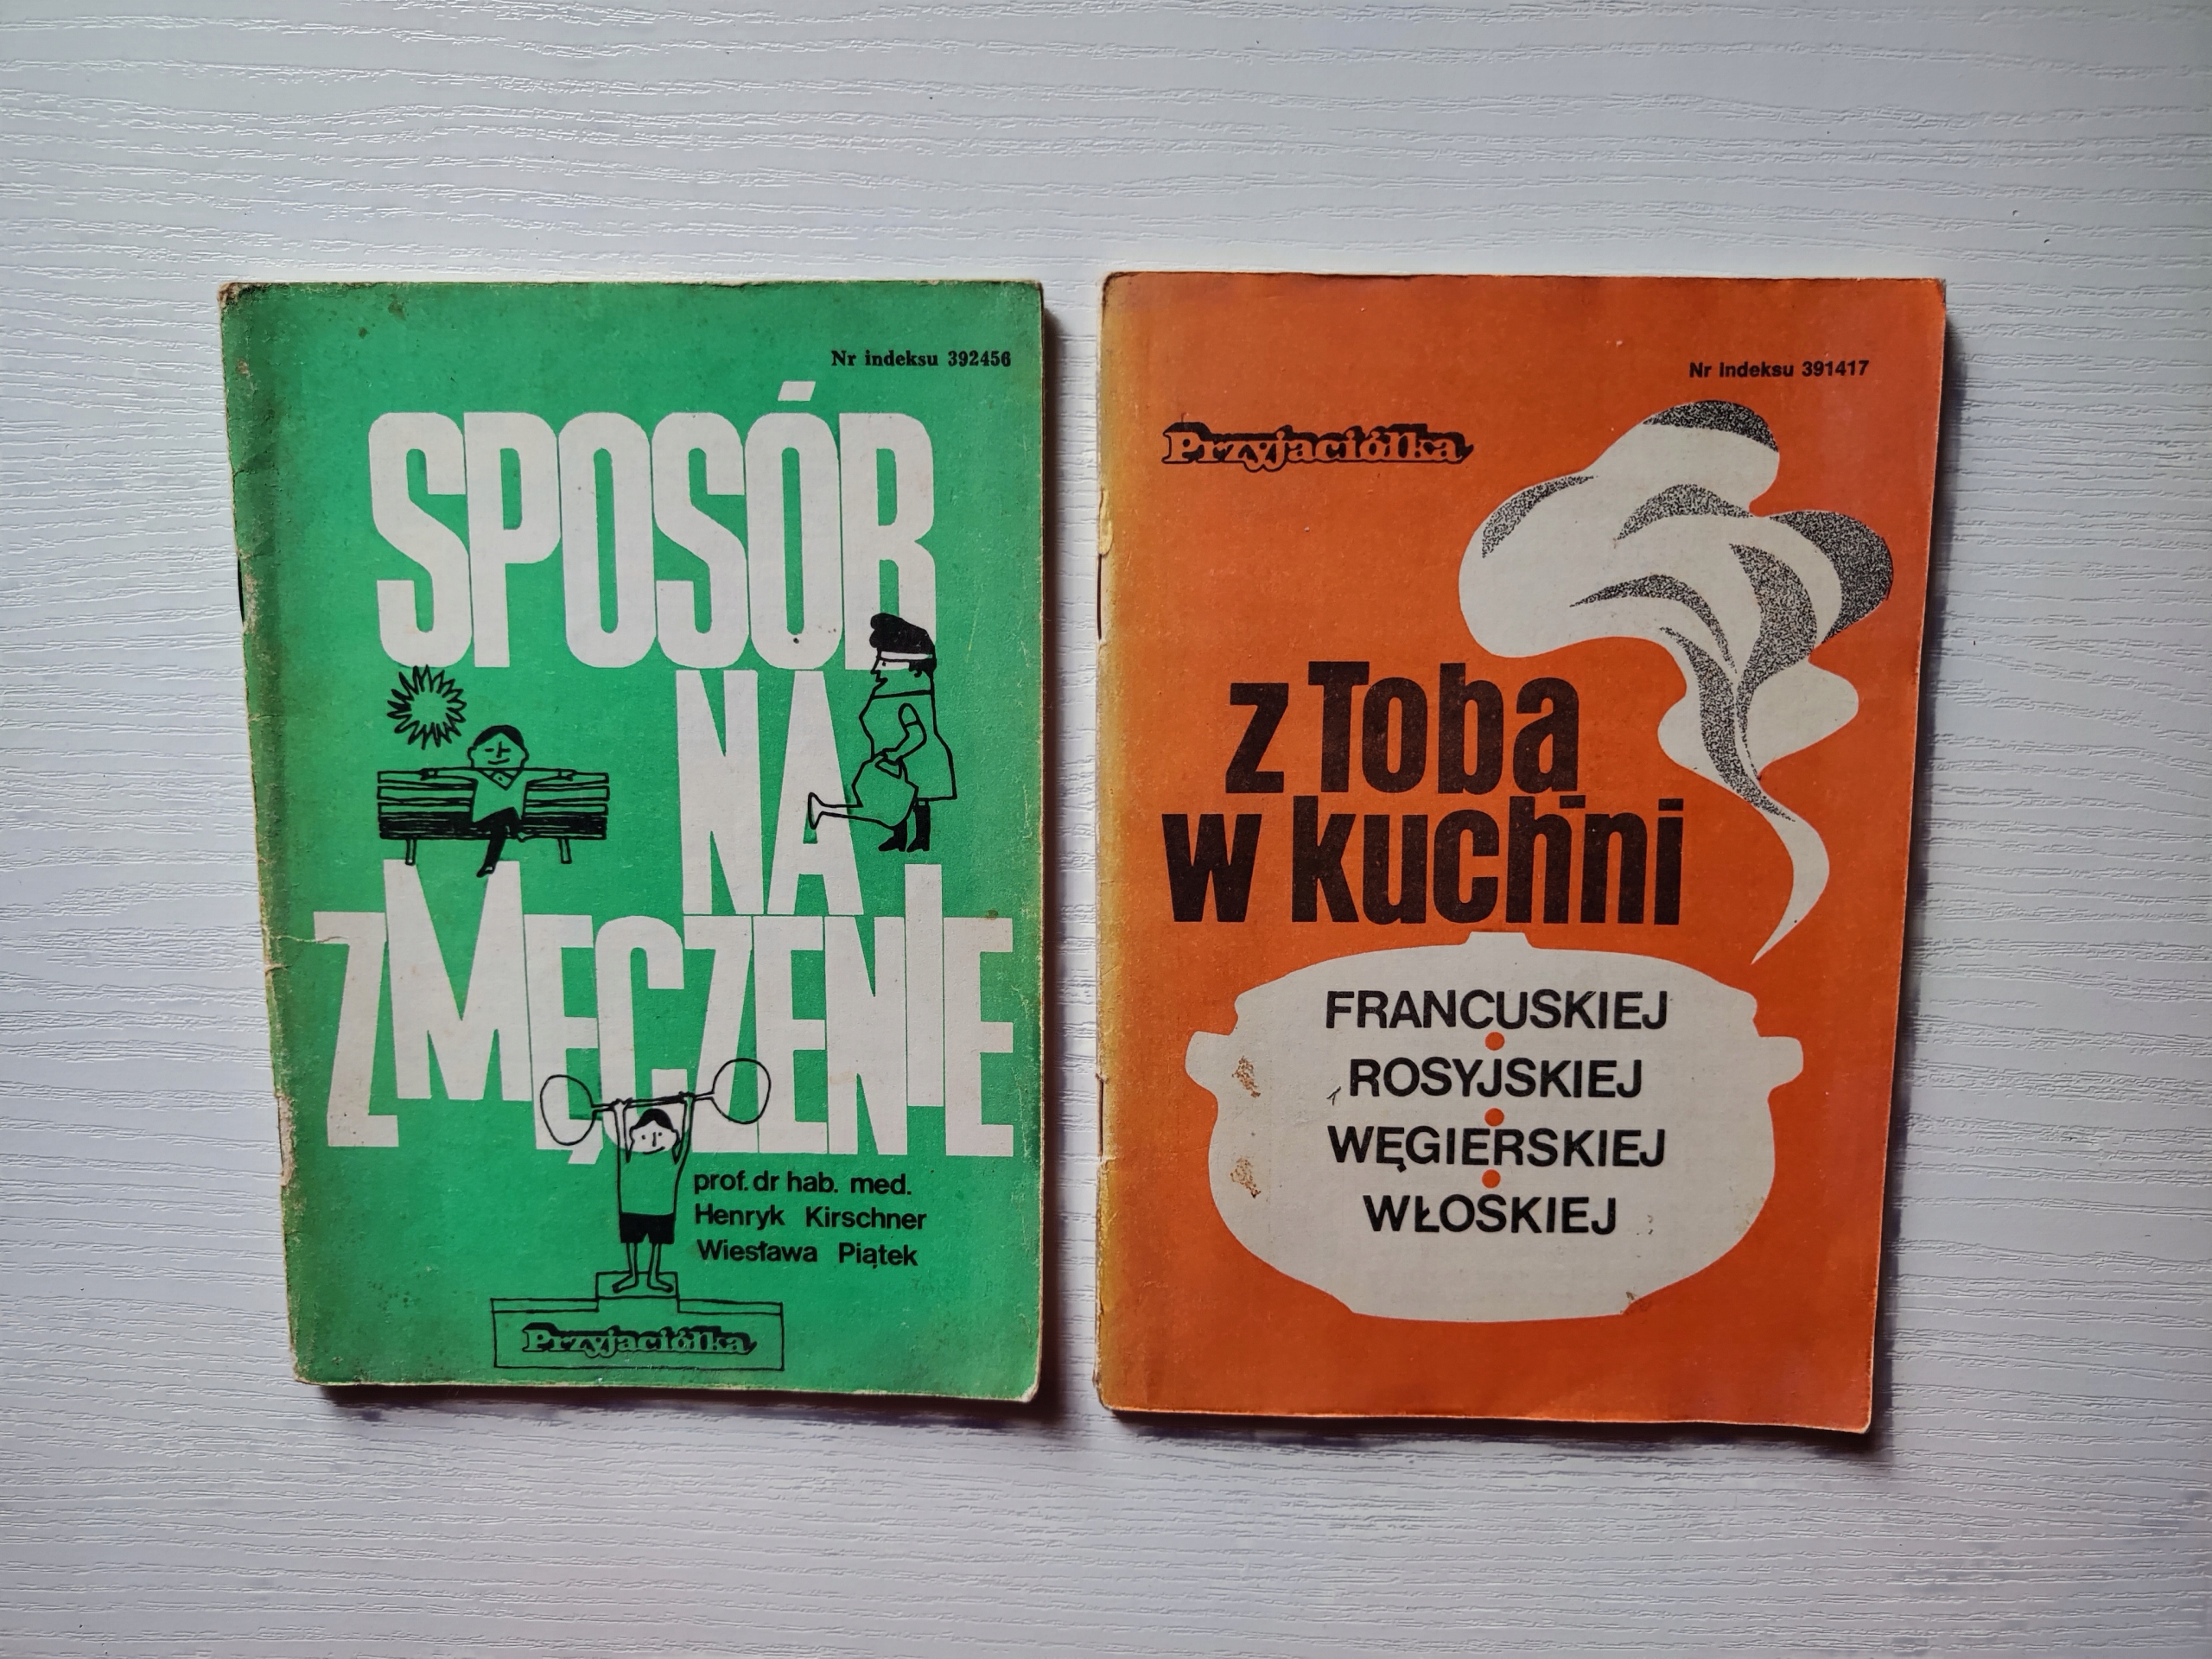 Nr indeksu 392456
SPOSÓB
NA
ZMĘCZENIE
prof. dr hab. med.
Henryk Kirschner
Wiesława Piątek
Przyjaciółka
Nr indeksu 391417
Przyjaciółka
z Tobą
w kuchni
FRANCUSKIEJ
ROSYJSKIEJ
WĘGIERSKIEJ
WŁOSKIEJ